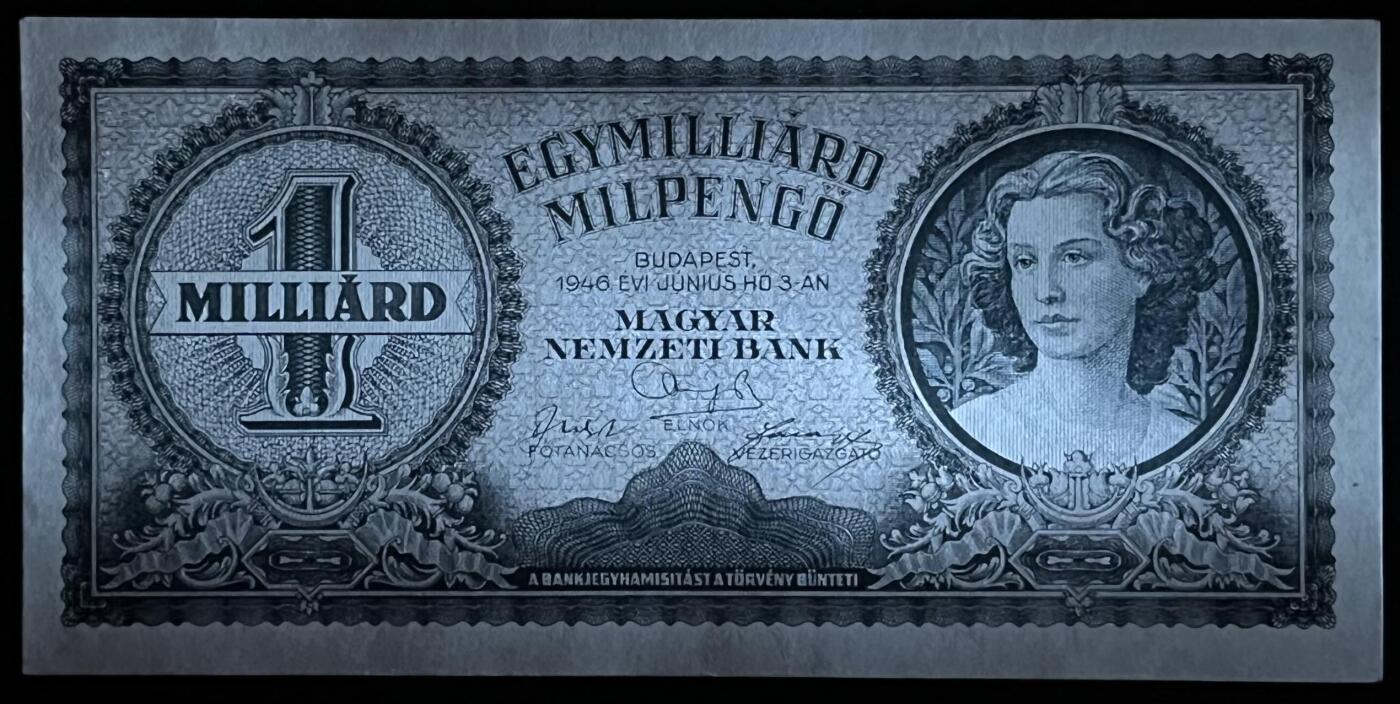 1
MILLIÁRD
EGYMILLIÁRD
MILPENGŐ
BUDAPEST,
1946 ÉVI JÚNIUS HÓ 3-ÁN
MAGYAR
NEMZETI BANK
ELNÖK
FŐTANÁCSOS
VEZÉRIGAZGATÓ
A BANKJEGYHAMISITÁST A TÖRVÉNY BÜNTETI